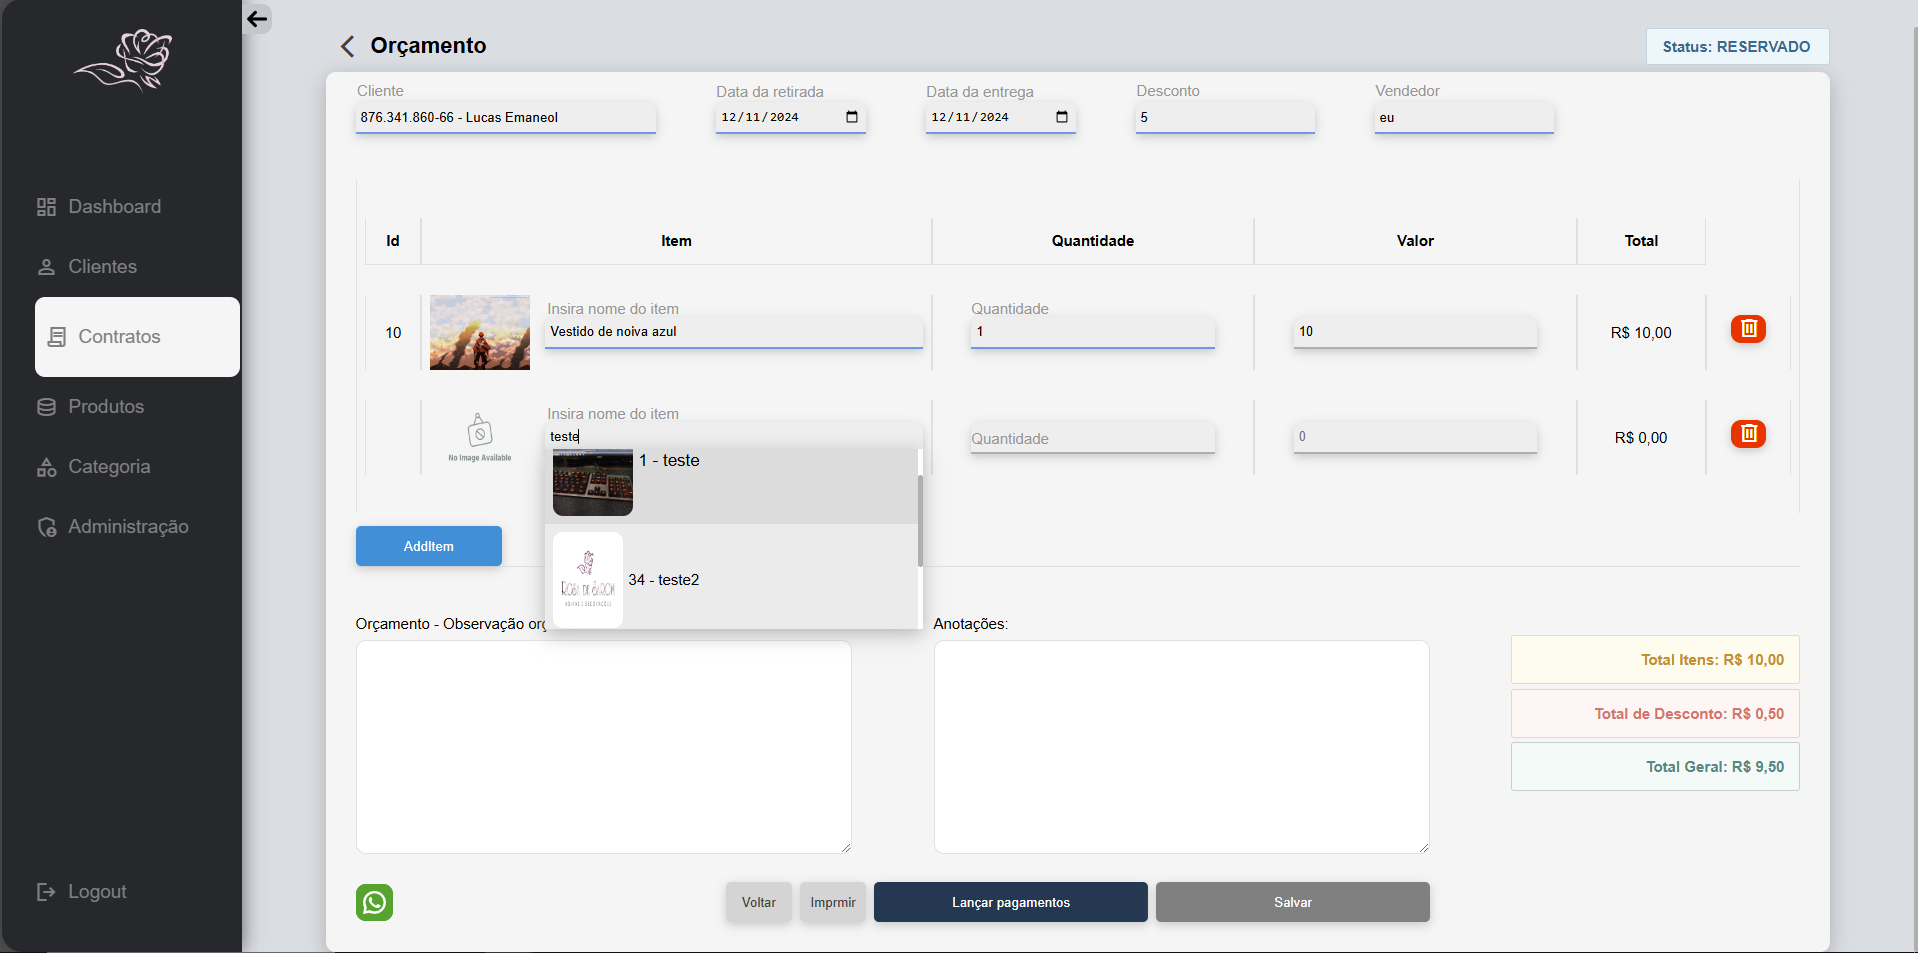 Orçamento
Status: RESERVADO
Cliente
Data da retirada
Data da entrega
Desconto
Vendedor
876.341.860-66 - Lucas Emaneol
12/11/2024
12/11/2024
5
eu
Dashboard
Clientes
Contratos
Produtos
Categoria
Administração
Logout
Id
Item
Quantidade
Valor
Total
10
Insira nome do item
Vestido de noiva azul
Quantidade
1
10
R$ 10,00
No Image Available
Insira nome do item
teste
Quantidade
0
R$ 0,00
1 - teste
34 - teste2
AddItem
Orçamento - Observação
Anotações:
Total Itens: R$ 10,00
Total de Desconto: R$ 0,50
Total Geral: R$ 9,50
Voltar
Imprmir
Lançar pagamentos
Salvar